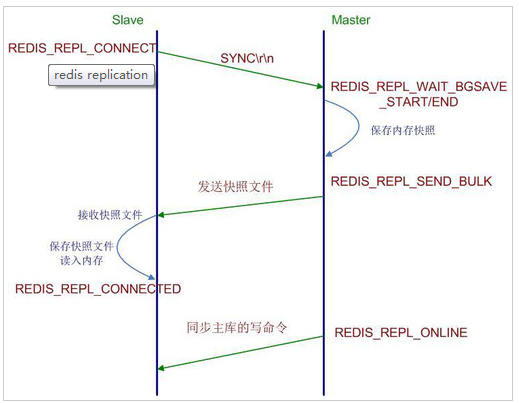 Slave
Master
REDIS_REPL_CONNECT
SYNC\r\n
redis replication
REDIS_REPL_WAIT_BGSAVE
_START/END
保存内存快照
发送快照文件
REDIS_REPL_SEND_BULK
接收快照文件
保存快照文件
读入内存
REDIS_REPL_CONNECTED
同步主库的写命令
REDIS_REPL_ONLINE